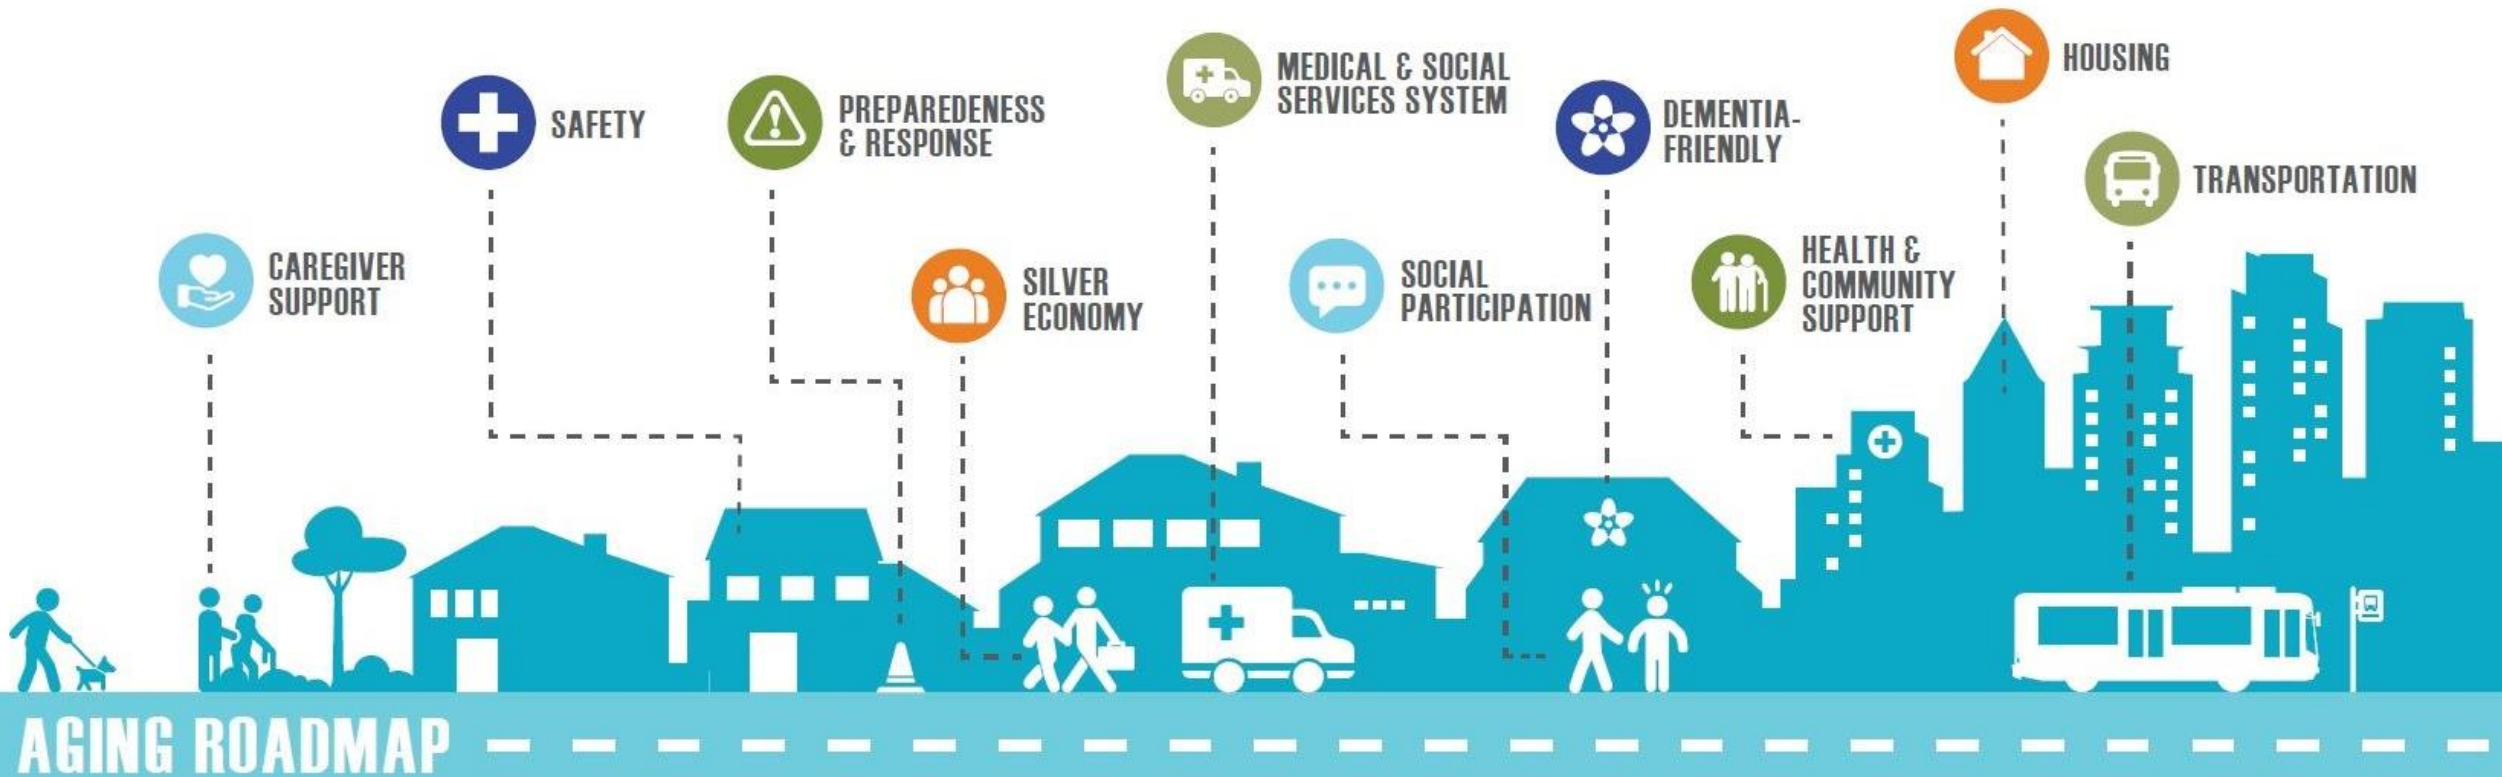 CAREGIVER
SUPPORT
SAFETY
PREPAREDENESS
& RESPONSE
SILVER
ECONOMY
MEDICAL & SOCIAL
SERVICES SYSTEM
SOCIAL
PARTICIPATION
DEMENTIA-
FRIENDLY
HEALTH &
COMMUNITY
SUPPORT
HOUSING
TRANSPORTATION
AGING ROADMAP